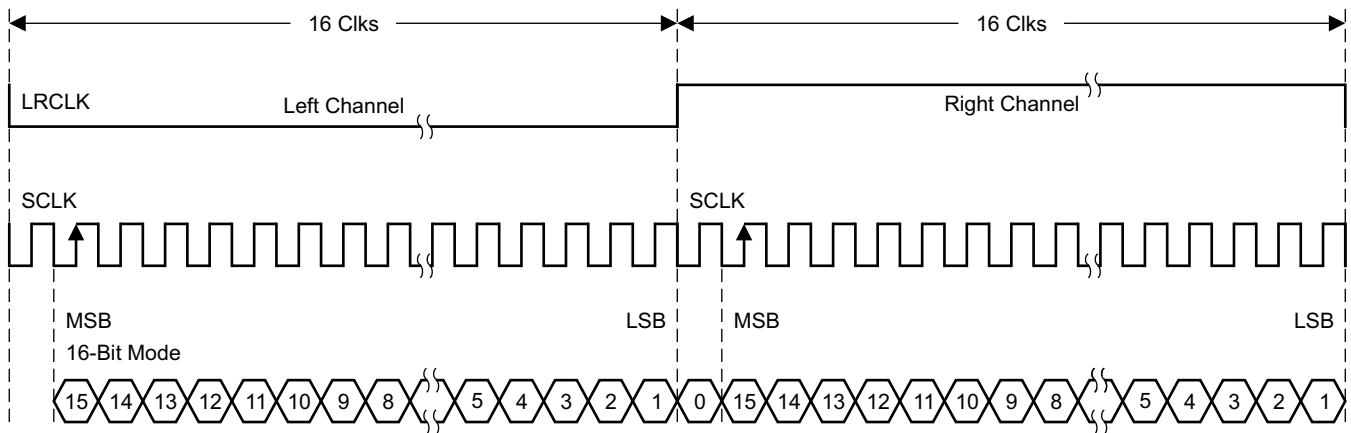 16 Clks 16 Clks
LRCLK Left Channel Right Channel
SCLK SCLK
MSB LSB MSB LSB
16-Bit Mode
15 14 13 12 11 10 9 8 5 4 3 2 1 0 15 14 13 12 11 10 9 8 5 4 3 2 1